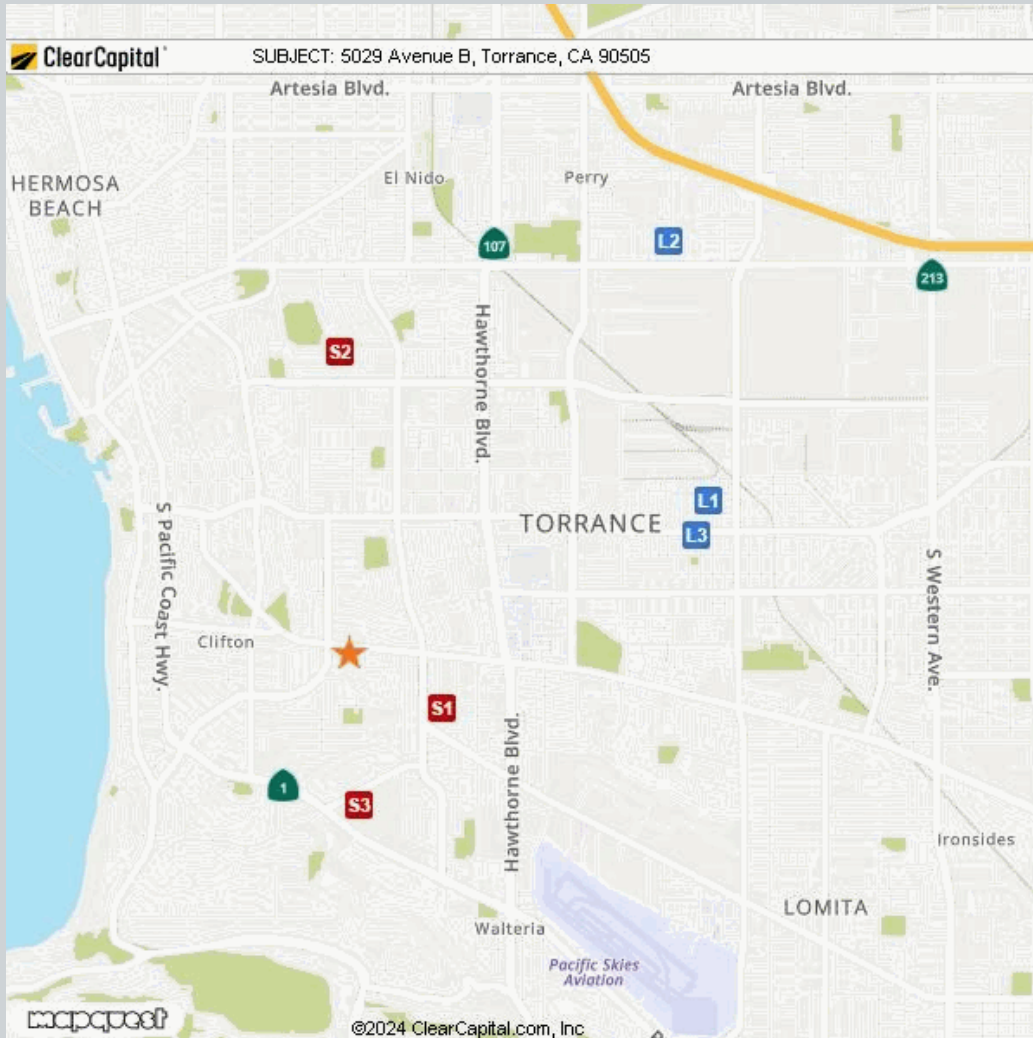 ClearCapital
SUBJECT: 5029 Avenue B, Torrance, CA 90505
Artesia Blvd.
Artesia Blvd.
HERMOSA
BEACH
El Nido
Perry
L2
107
213
Hawthorne Blvd.
S2
L1
TORRANCE
L3
S Pacific Coast Hwy.
S Western Ave.
Clifton
S1
Hawthorne Blvd.
1
S3
Ironsides
LOMITA
Walteria
Pacific Skies
Aviation
mapquest
©2024 ClearCapital.com, Inc